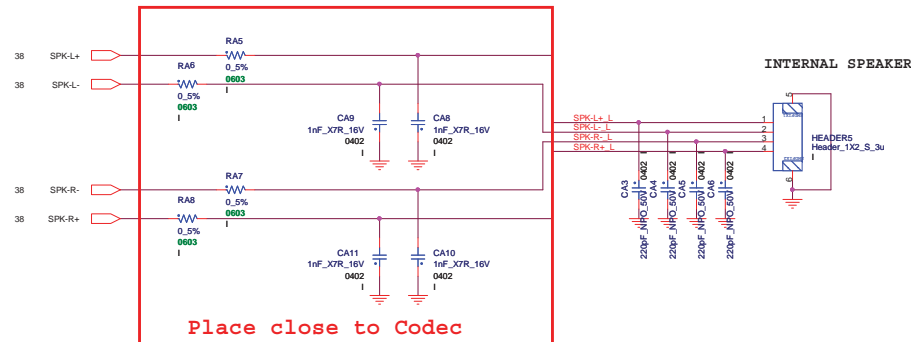 38 SPK-L+
RA5
0_5%
0603
I
38 SPK-L-
RA6
0_5%
0603
I
CA9
1nF_X7R_16V
0402
I
CA8
1nF_X7R_16V
0402
I
38 SPK-R-
RA7
0_5%
0603
I
38 SPK-R+
RA8
0_5%
0603
I
CA11
1nF_X7R_16V
0402
I
CA10
1nF_X7R_16V
0402
I
Place close to Codec
SPK-L+_L
SPK-L-_L
SPK-R-_L
SPK-R+_L
CA3
220pF_NPO_50V
0402
I
CA4
220pF_NPO_50V
0402
I
CA5
220pF_NPO_50V
0402
I
CA6
220pF_NPO_50V
0402
I
INTERNAL SPEAKER
1
2
3
4
5
6
HEADER5
Header_1X2_S_3u
I